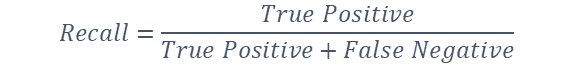 Recall = True Positive / True Positive + False Negative